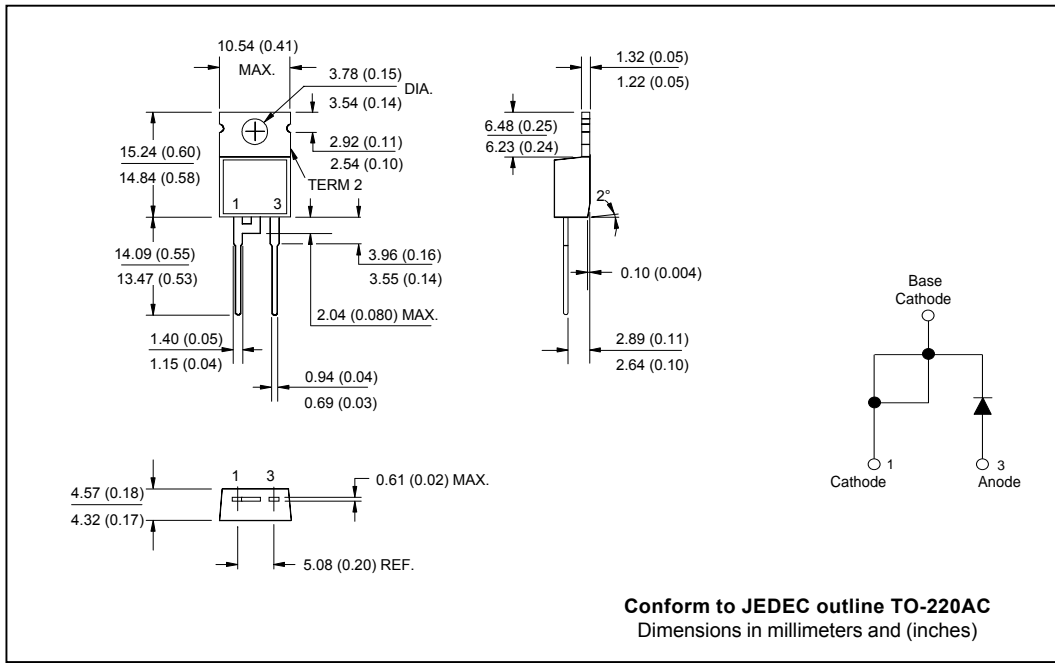 10.54 (0.41)
MAX.
3.78 (0.15)
3.54 (0.14)
DIA.
2.92 (0.11)
2.54 (0.10)
TERM 2
15.24 (0.60)
14.84 (0.58)
1 3
14.09 (0.55)
13.47 (0.53)
3.96 (0.16)
3.55 (0.14)
2.04 (0.080) MAX.
1.40 (0.05)
1.15 (0.04)
0.94 (0.04)
0.69 (0.03)
1.32 (0.05)
1.22 (0.05)
6.48 (0.25)
6.23 (0.24)
2°
0.10 (0.004)
2.89 (0.11)
2.64 (0.10)
Base
Cathode
1
Cathode
3
Anode
1 3
4.57 (0.18)
4.32 (0.17)
0.61 (0.02) MAX.
5.08 (0.20) REF.
Conform to JEDEC outline TO-220AC
Dimensions in millimeters and (inches)